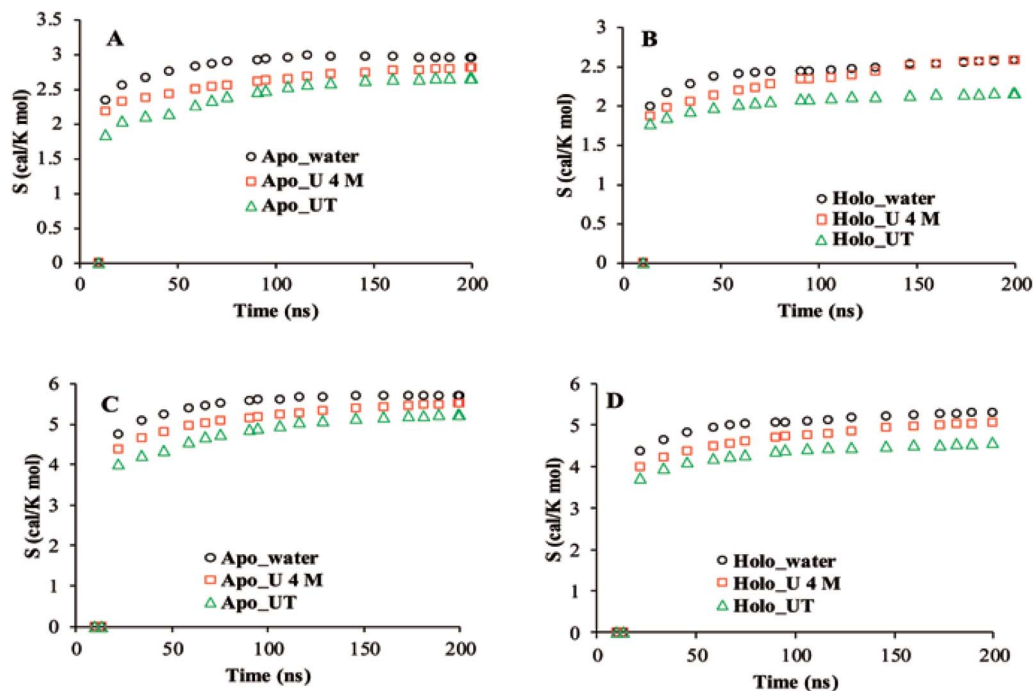 A
S (cal/K mol)
3.5
3
2.5
2
1.5
1
0.5
0
Apo_water
Apo_U 4 M
Apo_UT
0 50 100 150 200
Time (ns)
B
S (cal/K mol)
3
2.5
2
1.5
1
0.5
0
Holo_water
Holo_U 4 M
Holo_UT
0 50 100 150 200
Time (ns)
C
S (cal/K mol)
6
5
4
3
2
1
0
Apo_water
Apo_U 4 M
Apo_UT
0 50 100 150 200
Time (ns)
D
S (cal/K mol)
6
5
4
3
2
1
0
Holo_water
Holo_U 4 M
Holo_UT
0 50 100 150 200
Time (ns)